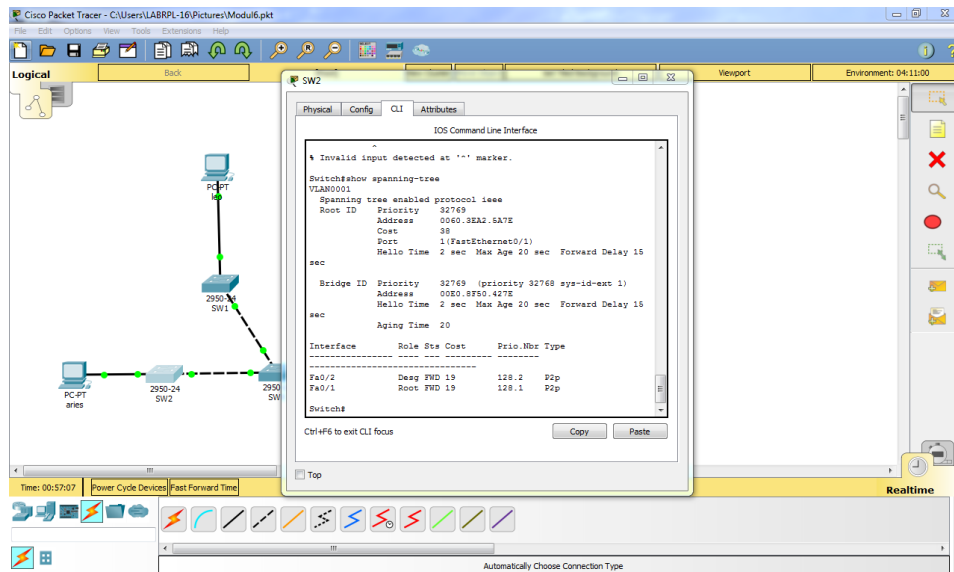 Cisco Packet Tracer - C:\Users\LABRPL-16\Pictures\Modul6.pkt
File Edit Options View Tools Extensions Help
Logical
Back
Viewport
Environment: 04:11:00
SW2
Physical Config CLI Attributes
IOS Command Line Interface
^
% Invalid input detected at '^' marker.
Switch#show spanning-tree
VLAN0001
Spanning tree enabled protocol ieee
Root ID Priority 32769
Address 0060.3EA2.5A7E
Cost 38
Port 1(FastEthernet0/1)
Hello Time 2 sec Max Age 20 sec Forward Delay 15
sec
Bridge ID Priority 32769 (priority 32768 sys-id-ext 1)
Address 00E0.8F50.427E
Hello Time 2 sec Max Age 20 sec Forward Delay 15
sec
Aging Time 20
Interface Role Sts Cost Prio.Nbr Type
---------------- ---- --- --------- --------
--------------------------------
Fa0/2 Desg FWD 19 128.2 P2p
Fa0/1 Root FWD 19 128.1 P2p
Switch#
Ctrl+F6 to exit CLI focus
Copy
Paste
Top
PC-PT
leo
2950-24
SW1
PC-PT
aries
2950-24
SW2
2950
SW
Time: 00:57:07 Power Cycle Devices Fast Forward Time
Realtime
Automatically Choose Connection Type